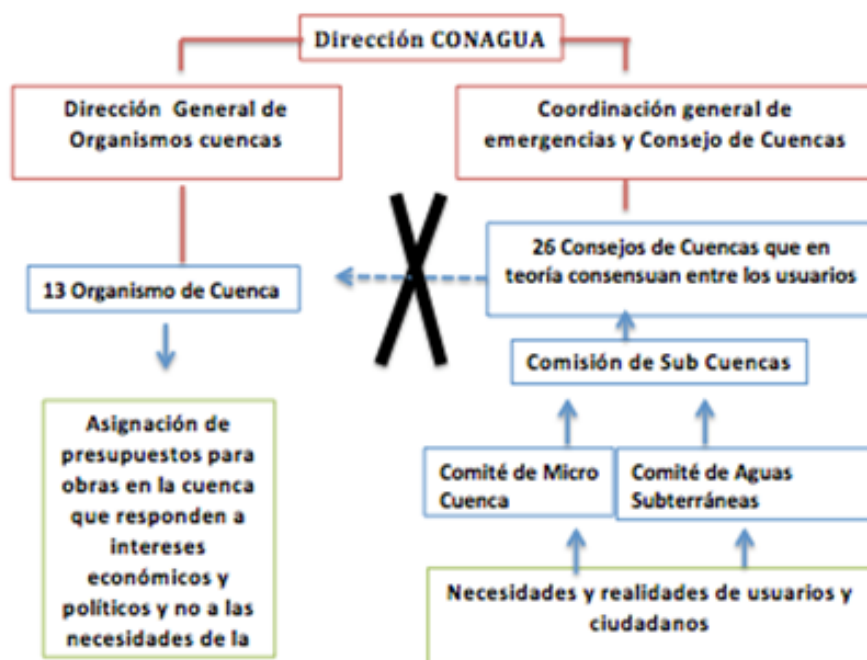 Dirección CONAGUA
Dirección General de
Organismos cuencas
Coordinación general de
emergencias y Consejo de Cuencas
26 Consejos de Cuencas que en
teoría consensuan entre los usuarios
13 Organismo de Cuenca
Comisión de Sub Cuencas
Asignación de
presupuestos para
obras en la cuenca
que responden a
intereses
económicos y
políticos y no a las
necesidades de la
Comité de Micro
Cuenca
Comité de Aguas
Subterráneas
Necesidades y realidades de usuarios y
ciudadanos